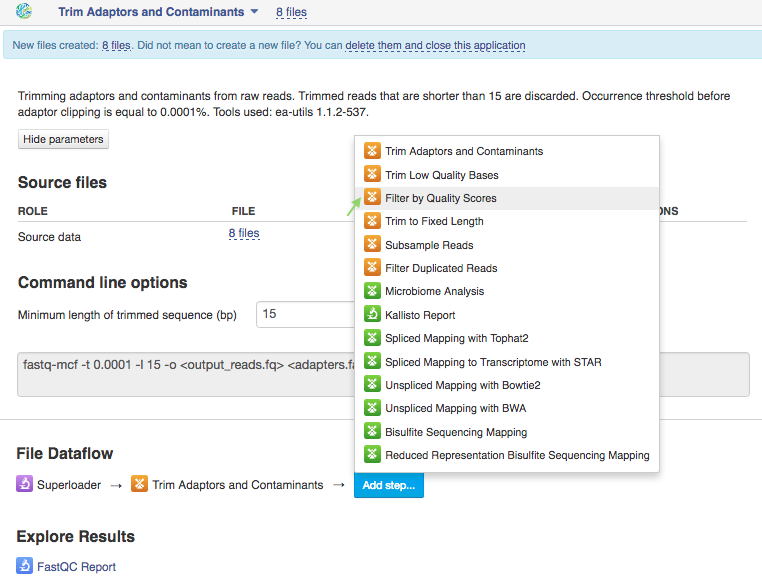 Trim Adaptors and Contaminants 8 files
New files created: 8 files. Did not mean to create a new file? You can delete them and close this application
Trimming adaptors and contaminants from raw reads. Trimmed reads that are shorter than 15 are discarded. Occurrence threshold before
adaptor clipping is equal to 0.0001%. Tools used: ea-utils 1.1.2-537.
Hide parameters
Source files
ROLE FILE ONS
Source data 8 files
Command line options
Minimum length of trimmed sequence (bp) 15
fastq-mcf -t 0.0001 -l 15 -o <output_reads.fq> <adapters.fa
Trim Adaptors and Contaminants
Trim Low Quality Bases
Filter by Quality Scores
Trim to Fixed Length
Subsample Reads
Filter Duplicated Reads
Microbiome Analysis
Kallisto Report
Spliced Mapping with Tophat2
Spliced Mapping to Transcriptome with STAR
Unspliced Mapping with Bowtie2
Unspliced Mapping with BWA
Bisulfite Sequencing Mapping
Reduced Representation Bisulfite Sequencing Mapping
File Dataflow
Superloader → Trim Adaptors and Contaminants → Add step...
Explore Results
FastQC Report